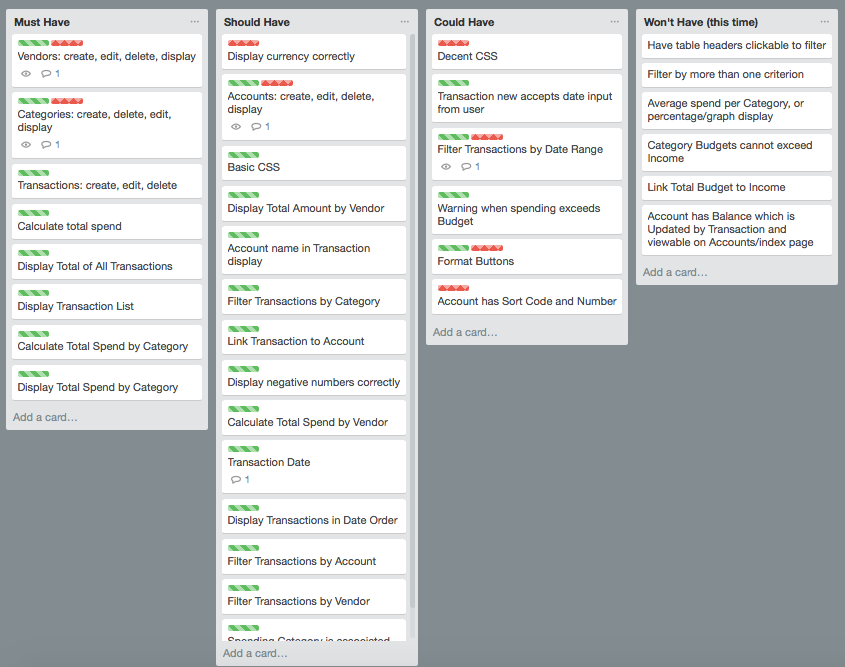 Must Have
Vendors: create, edit, delete, display
1
Categories: create, delete, edit,
display
1
Transactions: create, edit, delete
Calculate total spend
Display Total of All Transactions
Display Transaction List
Calculate Total Spend by Category
Display Total Spend by Category
Add a card…
Should Have
Display currency correctly
Accounts: create, edit, delete,
display
1
Basic CSS
Display Total Amount by Vendor
Account name in Transaction
display
Filter Transactions by Category
Link Transaction to Account
Display negative numbers correctly
Calculate Total Spend by Vendor
Transaction Date
1
Display Transactions in Date Order
Filter Transactions by Account
Filter Transactions by Vendor
Spending Category is associated
Add a card…
Could Have
Decent CSS
Transaction new accepts date input
from user
Filter Transactions by Date Range
1
Warning when spending exceeds
Budget
Format Buttons
Account has Sort Code and Number
Add a card…
Won't Have (this time)
Have table headers clickable to filter
Filter by more than one criterion
Average spend per Category, or
percentage/graph display
Category Budgets cannot exceed
Income
Link Total Budget to Income
Account has Balance which is
Updated by Transaction and
viewable on Accounts/index page
Add a card…